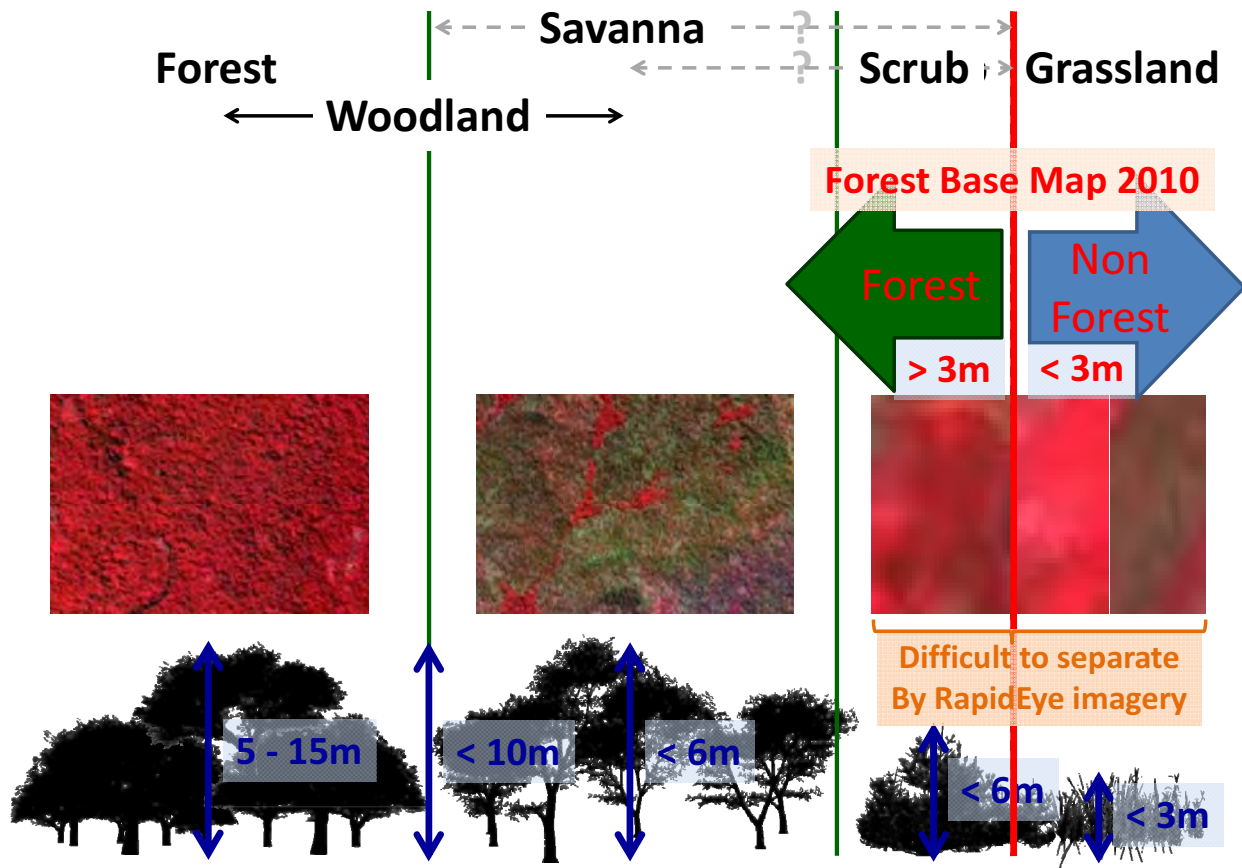 ?
Savanna
?
Forest
Scrub
Grassland
Woodland
Forest Base Map 2010
Forest
Non
Forest
> 3m
< 3m
Difficult to separate
By RapidEye imagery
5 - 15m
< 10m
< 6m
< 6m
< 3m